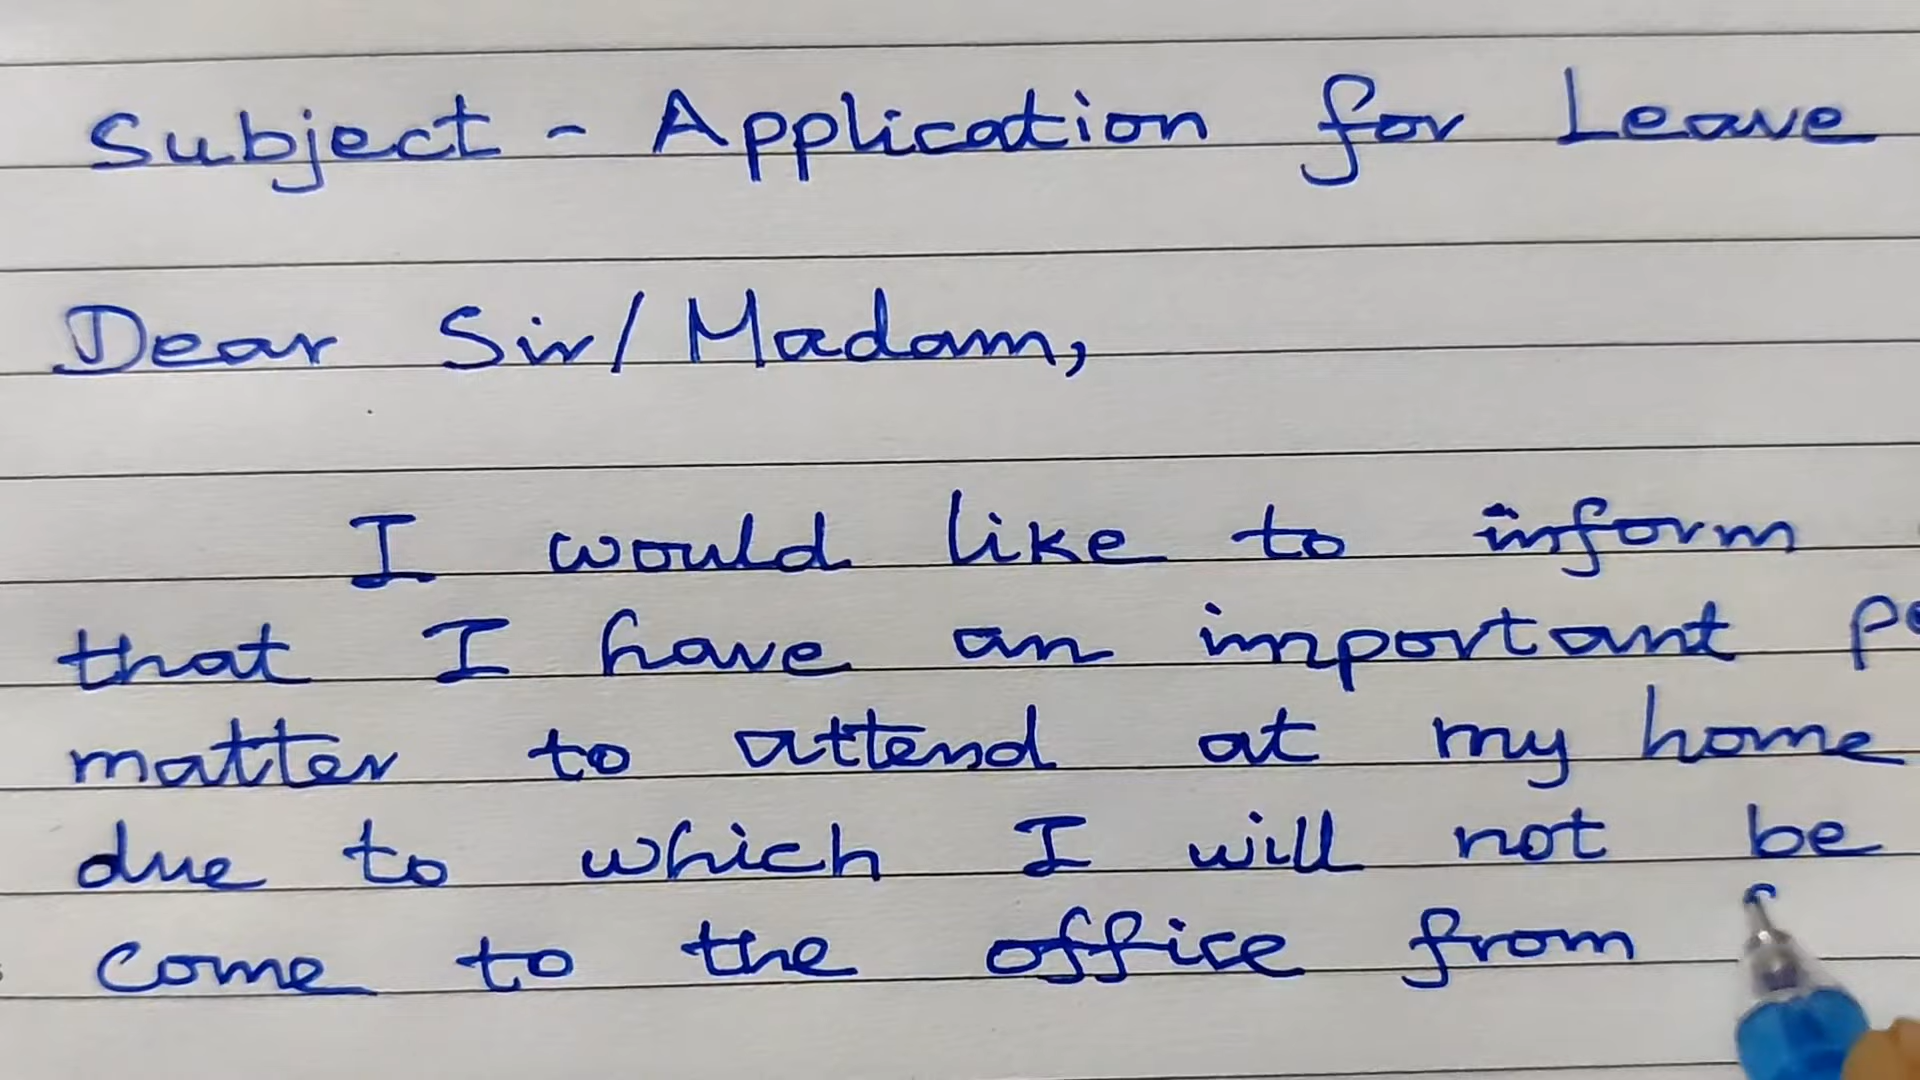 Subject - Application for Leave
Dear Sir/Madam,
I would like to inform
that I have an important
matter to attend at my home
due to which I will not be
come to the office from